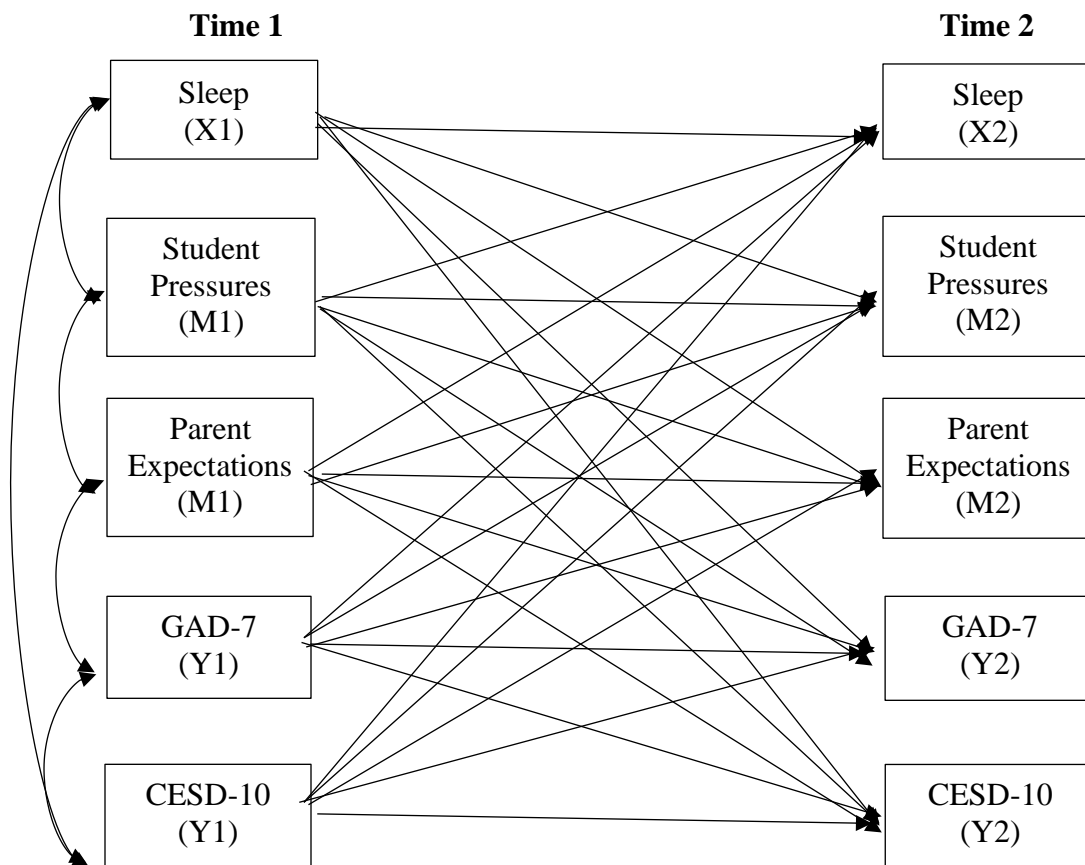 Time 1
Time 2
Sleep
(X1)
Sleep
(X2)
Student
Pressures
(M1)
Student
Pressures
(M2)
Parent
Expectations
(M1)
Parent
Expectations
(M2)
GAD-7
(Y1)
GAD-7
(Y2)
CESD-10
(Y1)
CESD-10
(Y2)